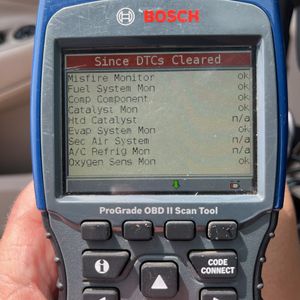 BOSCH
Since DTCs Cleared
Misfire Monitor ok
Fuel System Mon ok
Comp Component ok
Catalyst Mon ok
Htd Catalyst n/a
Evap System Mon ok
Sec Air System n/a
A/C Refrig Mon n/a
Oxygen Sens Mon ok
ProGrade OBD II Scan Tool
i
CODE
CONNECT